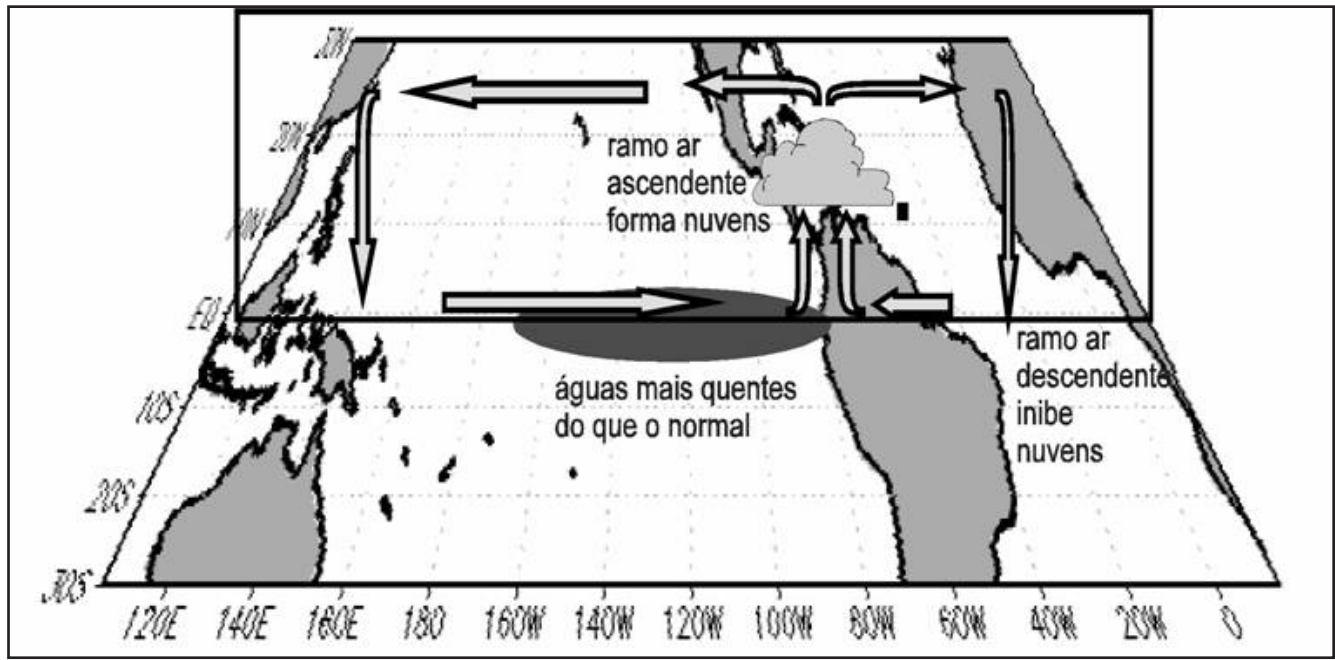 30N
ramo ar
ascendente
forma nuvens
20N
10N
EQ
ramo ar
descendente
inibe
nuvens
águas mais quentes
do que o normal
10S
20S
30S
120E 140E 160E 180 160W 140W 120W 100W 80W 60W 40W 20W 0